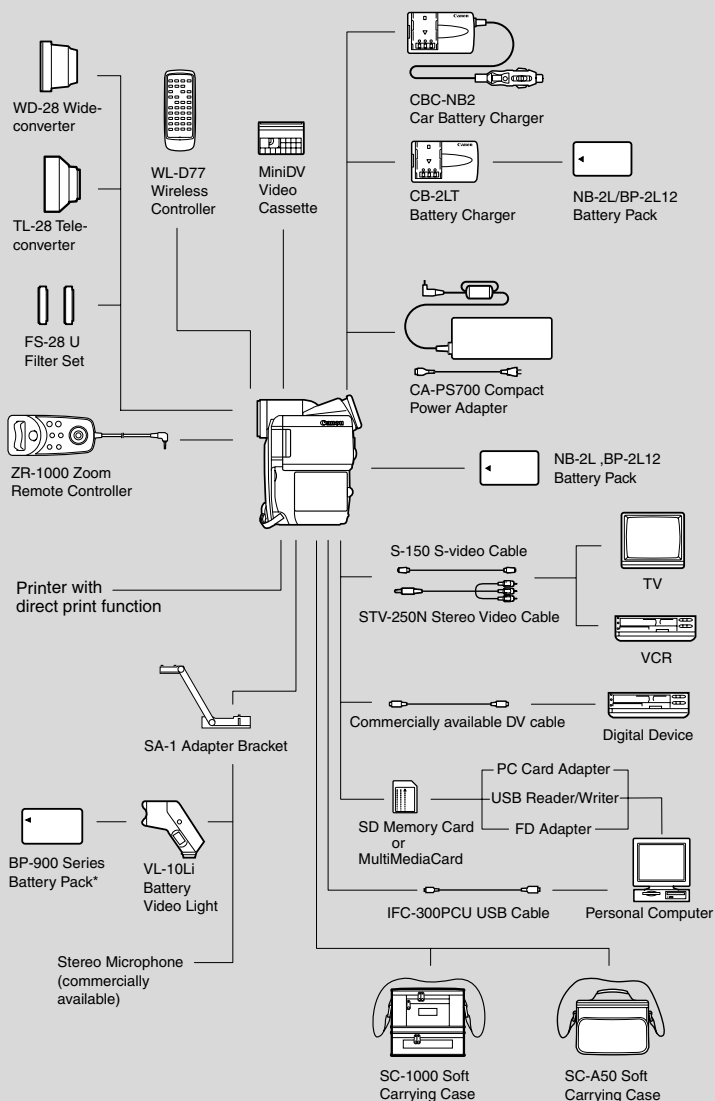 Canon
CBC-NB2
Car Battery Charger
WD-28 Wide-
converter
WL-D77
Wireless
Controller
MiniDV
Video
Cassette
Canon
CB-2LT
Battery Charger
NB-2L/BP-2L12
Battery Pack
TL-28 Tele-
converter
FS-28 U
Filter Set
CA-PS700 Compact
Power Adapter
Canon
ZR-1000 Zoom
Remote Controller
NB-2L ,BP-2L12
Battery Pack
S-150 S-video Cable
TV
Printer with
direct print function
STV-250N Stereo Video Cable
VCR
SA-1 Adapter Bracket
Commercially available DV cable
Digital Device
PC Card Adapter
USB Reader/Writer
FD Adapter
SD Memory Card
or
MultiMediaCard
BP-900 Series
Battery Pack*
VL-10Li
Battery
Video Light
IFC-300PCU USB Cable
Personal Computer
Stereo Microphone
(commercially
available)
SC-1000 Soft
Carrying Case
SC-A50 Soft
Carrying Case